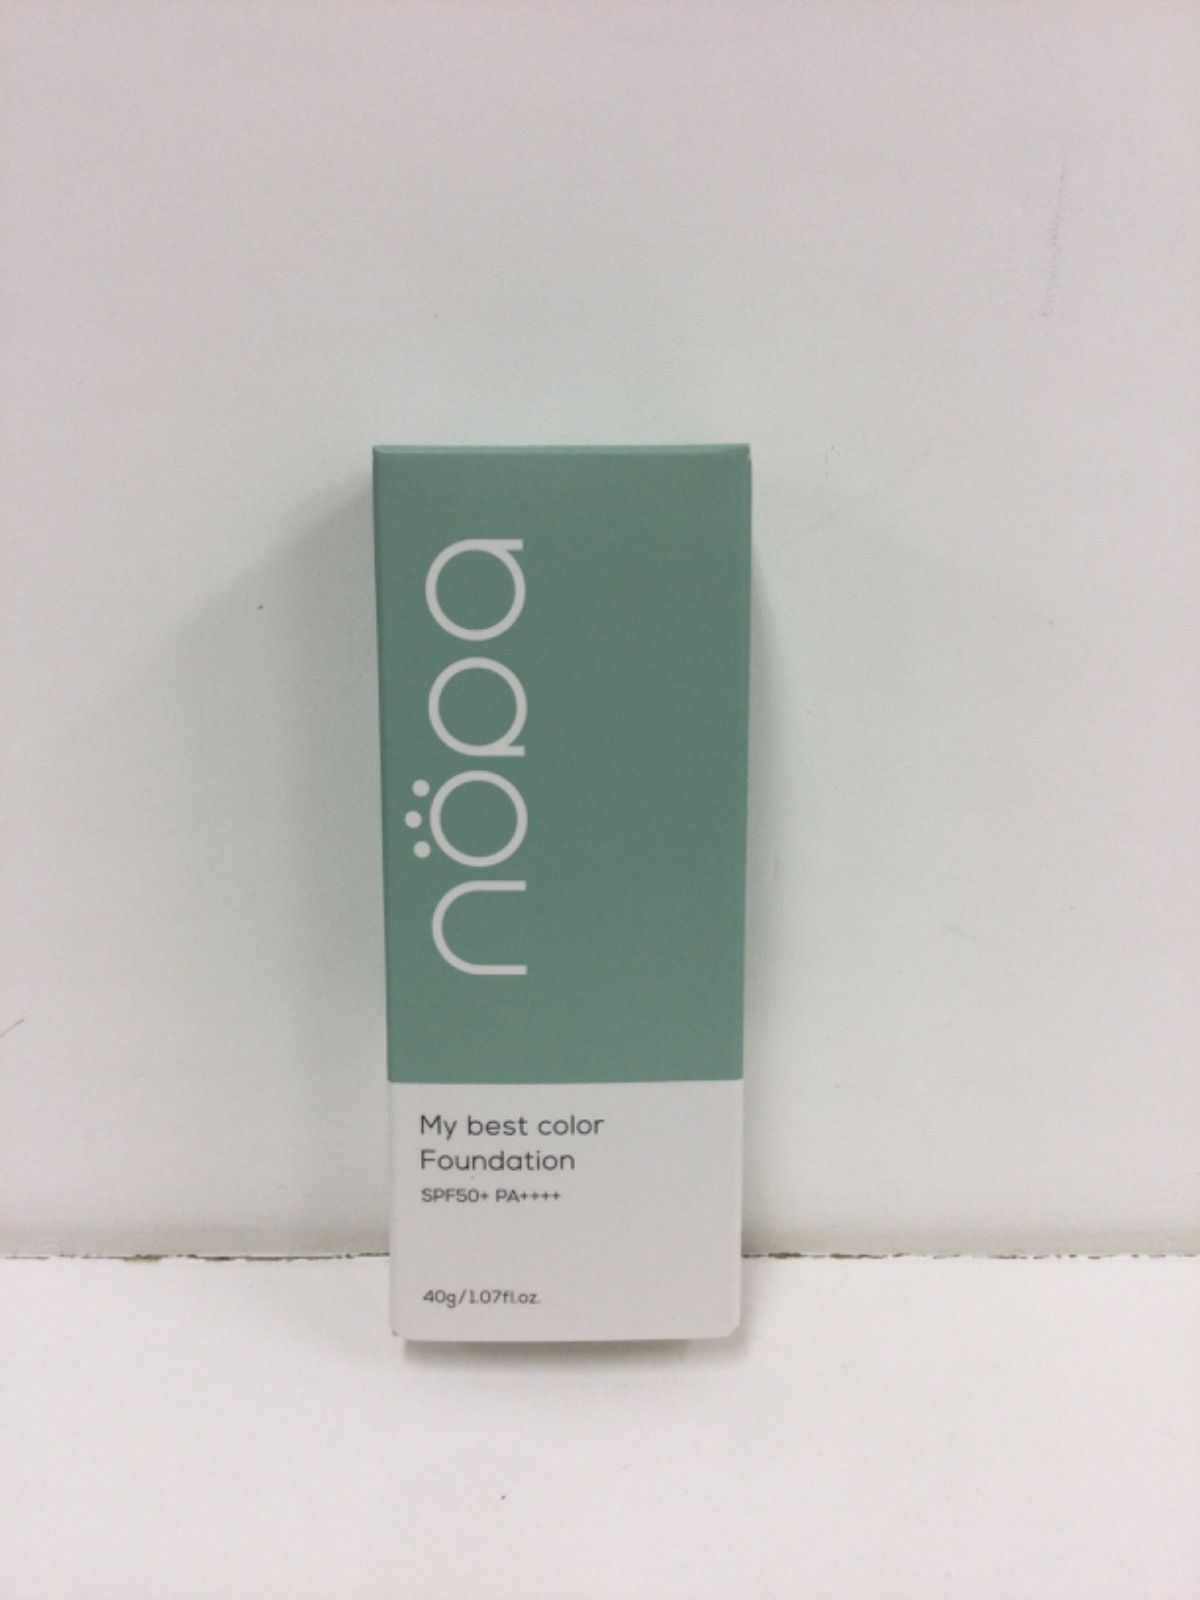 nöpa
My best color
Foundation
SPF50+ PA++++
40g/1.07fl.oz.